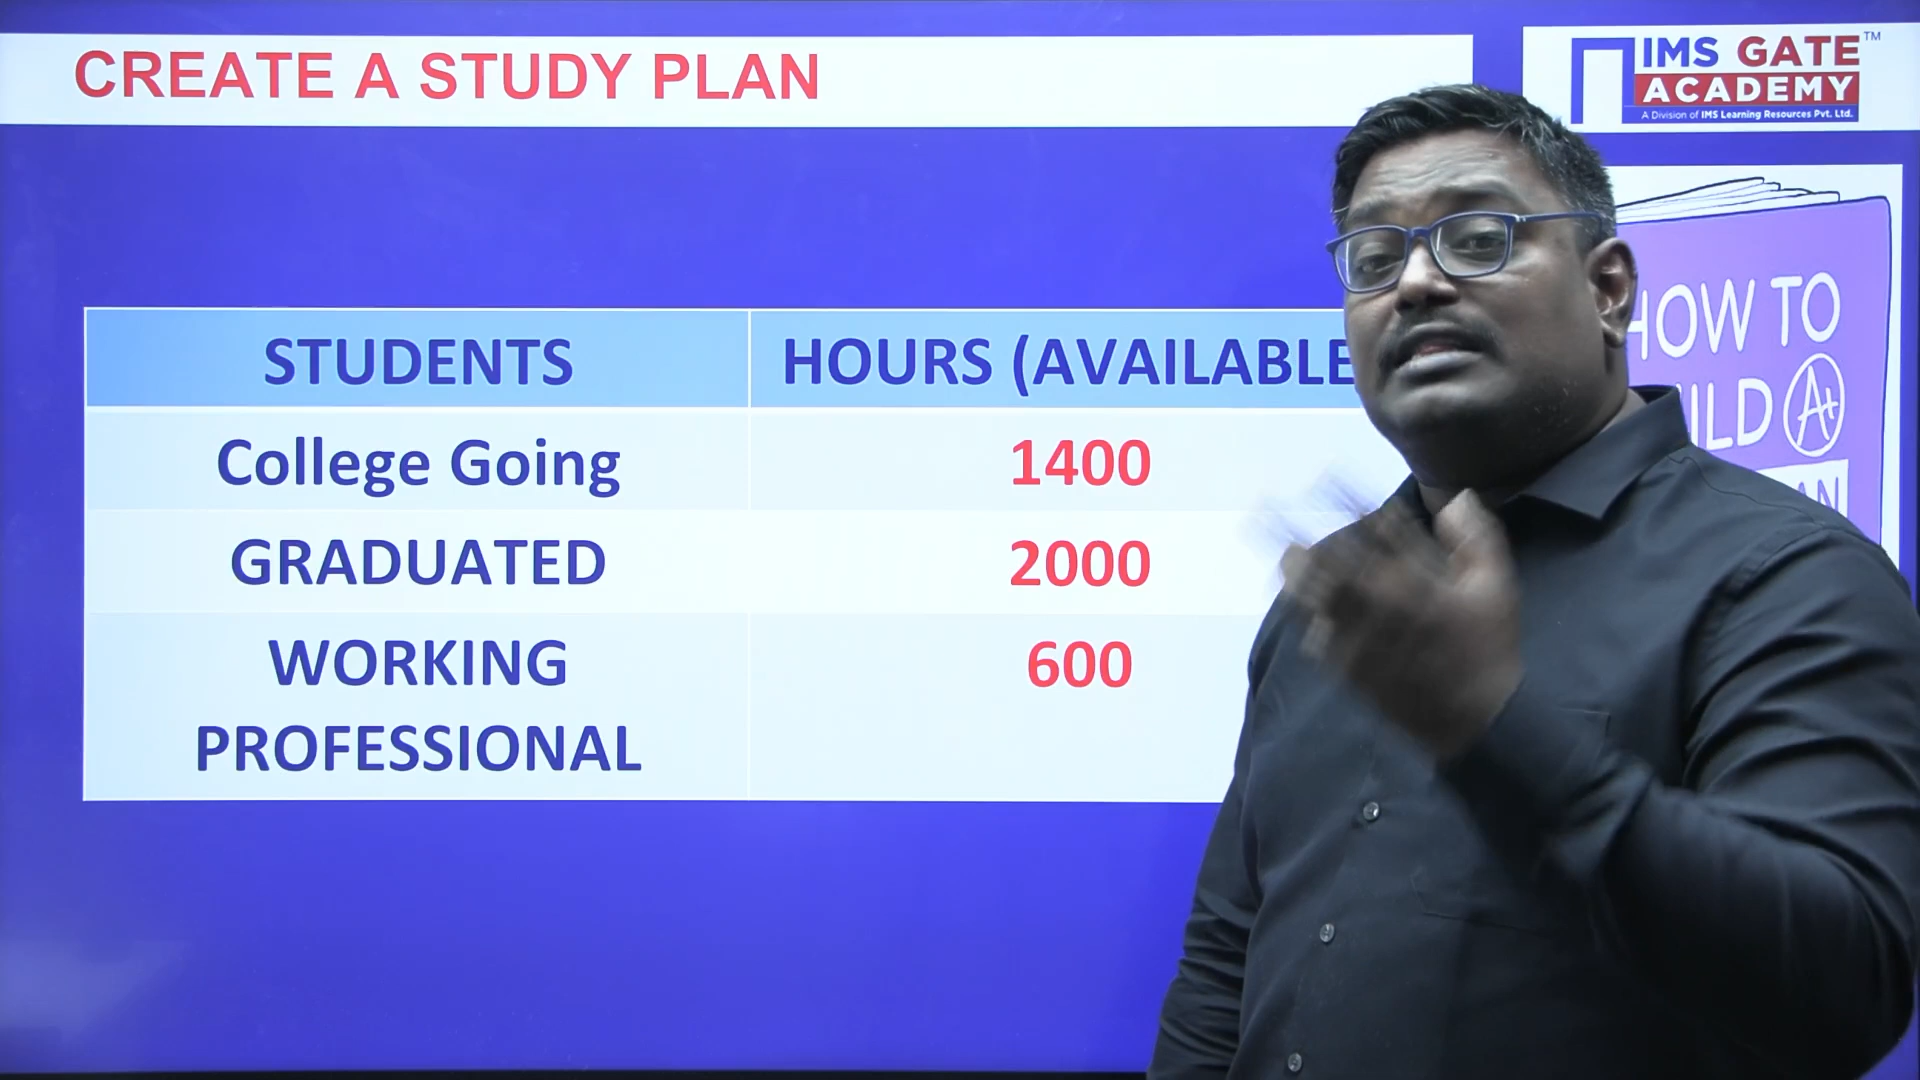 CREATE A STUDY PLAN
IMS GATE™
ACADEMY
A Division of IMS Learning Resources Pvt. Ltd.
STUDENTS HOURS (AVAILABLE
College Going 1400
GRADUATED 2000
WORKING PROFESSIONAL 600
HOW TO